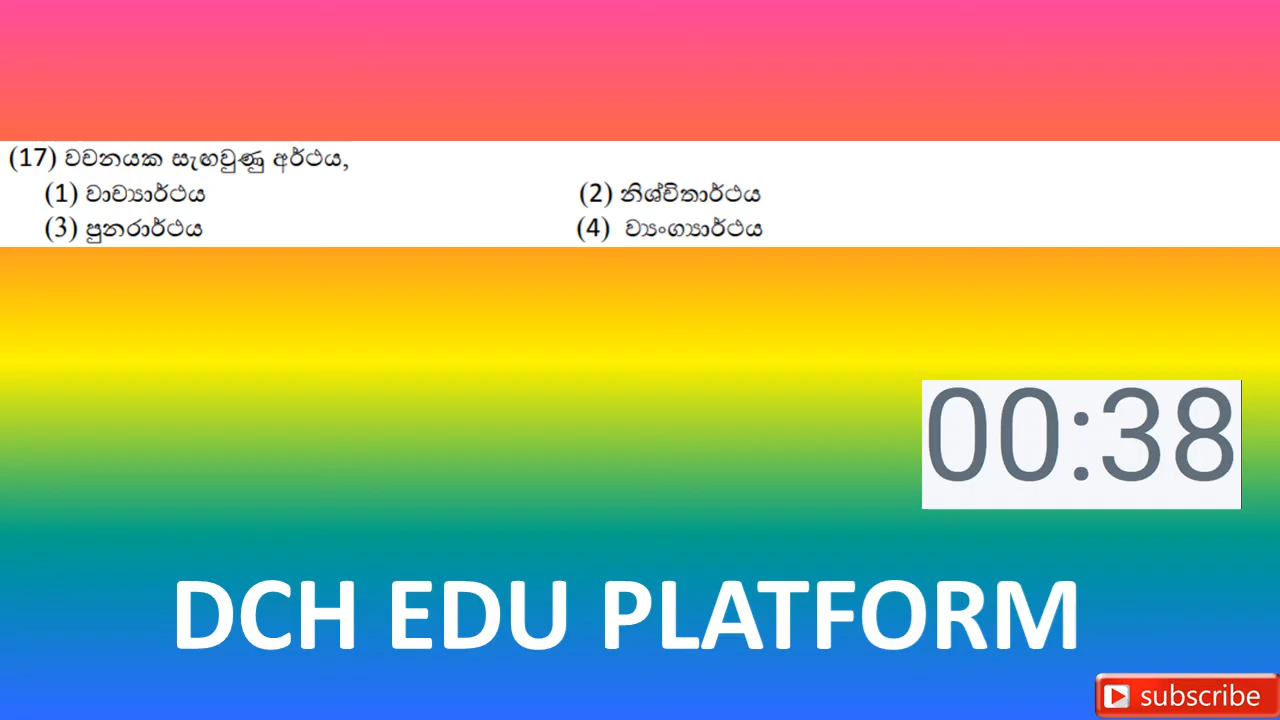 (17) වචනයක සැඟවුණු අර්ථය,
(1) වාච්‍යාර්ථය (2) නිශ්චිතාර්ථය
(3) පුනරාර්ථය (4) ව්‍යංග්‍යාර්ථය
00:38
DCH EDU PLATFORM
subscribe